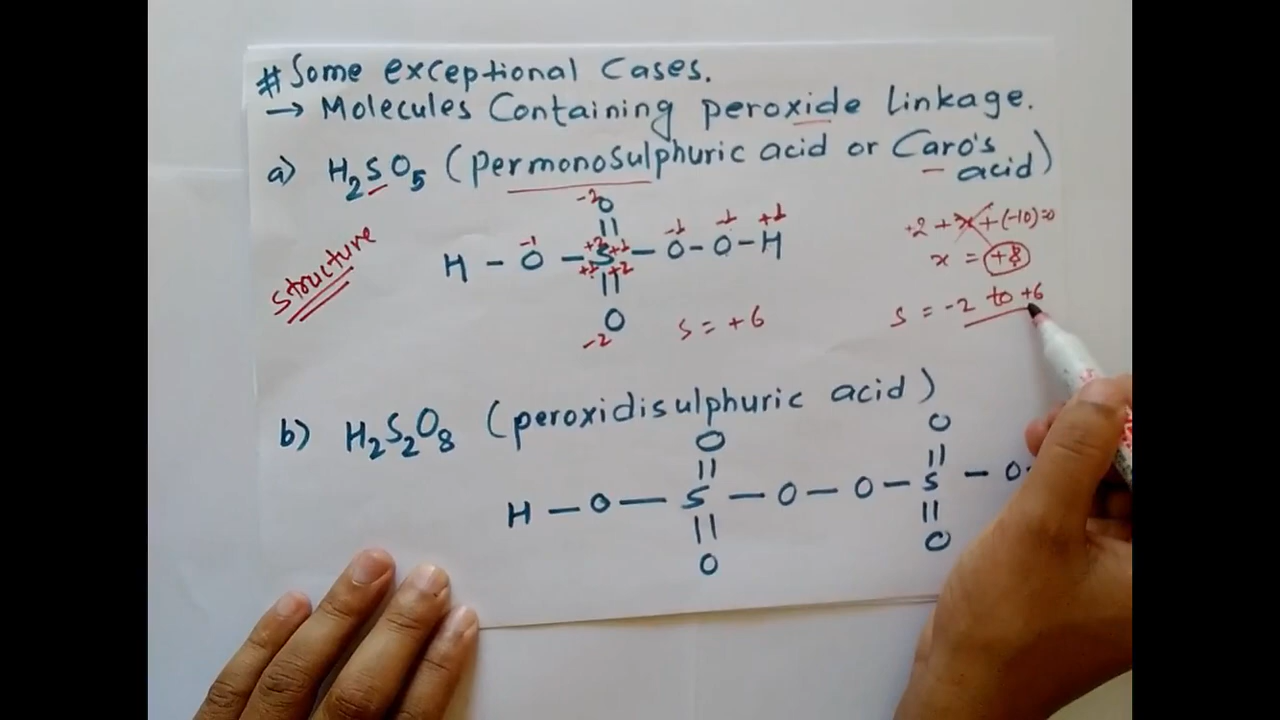 # Some exceptional Cases.
→ Molecules Containing peroxide Linkage.
a) H₂SO₅ (permonosulphuric acid or Caro's acid)
structure
-2
O
||
H - O - S - O - O - H
-1 +2 +1 -1 -1 +1
+1 +2
||
O
-2
s = +6
+2 + x + (-10) = 0
x = +8
S = -2 to +6
b) H₂S₂O₈ (peroxidisulphuric acid)
O O
|| ||
H - O - S - O - O - S - O -
|| ||
O O